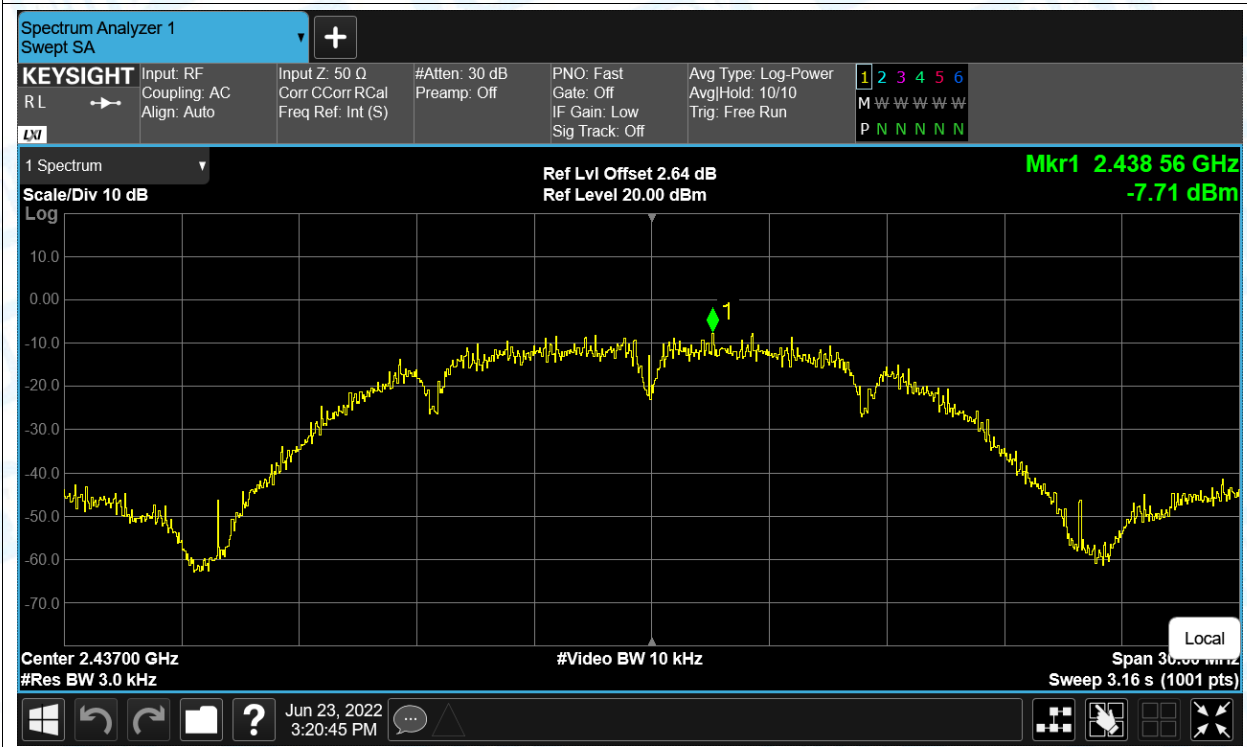 Spectrum Analyzer 1
Swept SA
KEYSIGHT
R L
LXI
Input: RF
Coupling: AC
Align: Auto
Input Z: 50 Ω
Corr CCorr RCal
Freq Ref: Int (S)
#Atten: 30 dB
Preamp: Off
PNO: Fast
Gate: Off
IF Gain: Low
Sig Track: Off
Avg Type: Log-Power
Avg|Hold: 10/10
Trig: Free Run
1 2 3 4 5 6
M W W W W W
P N N N N N
1 Spectrum
Scale/Div 10 dB
Log
Ref Lvl Offset 2.64 dB
Ref Level 20.00 dBm
Mkr1 2.438 56 GHz
-7.71 dBm
10.0
0.00
-10.0
-20.0
-30.0
-40.0
-50.0
-60.0
-70.0
1
Local
Center 2.43700 GHz
#Res BW 3.0 kHz
#Video BW 10 kHz
Span 30.00 MHz
Sweep 3.16 s (1001 pts)
?
Jun 23, 2022
3:20:45 PM